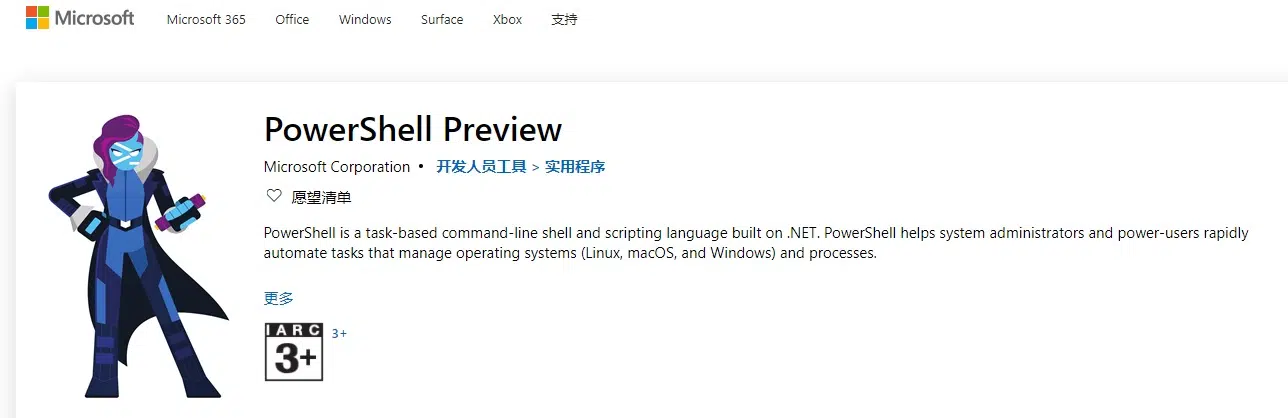 Microsoft Microsoft 365 Office Windows Surface Xbox 支持
PowerShell Preview
Microsoft Corporation • 开发人员工具 > 实用程序
愿望清单
PowerShell is a task-based command-line shell and scripting language built on .NET. PowerShell helps system administrators and power-users rapidly
automate tasks that manage operating systems (Linux, macOS, and Windows) and processes.
更多
IARC 3+
3+